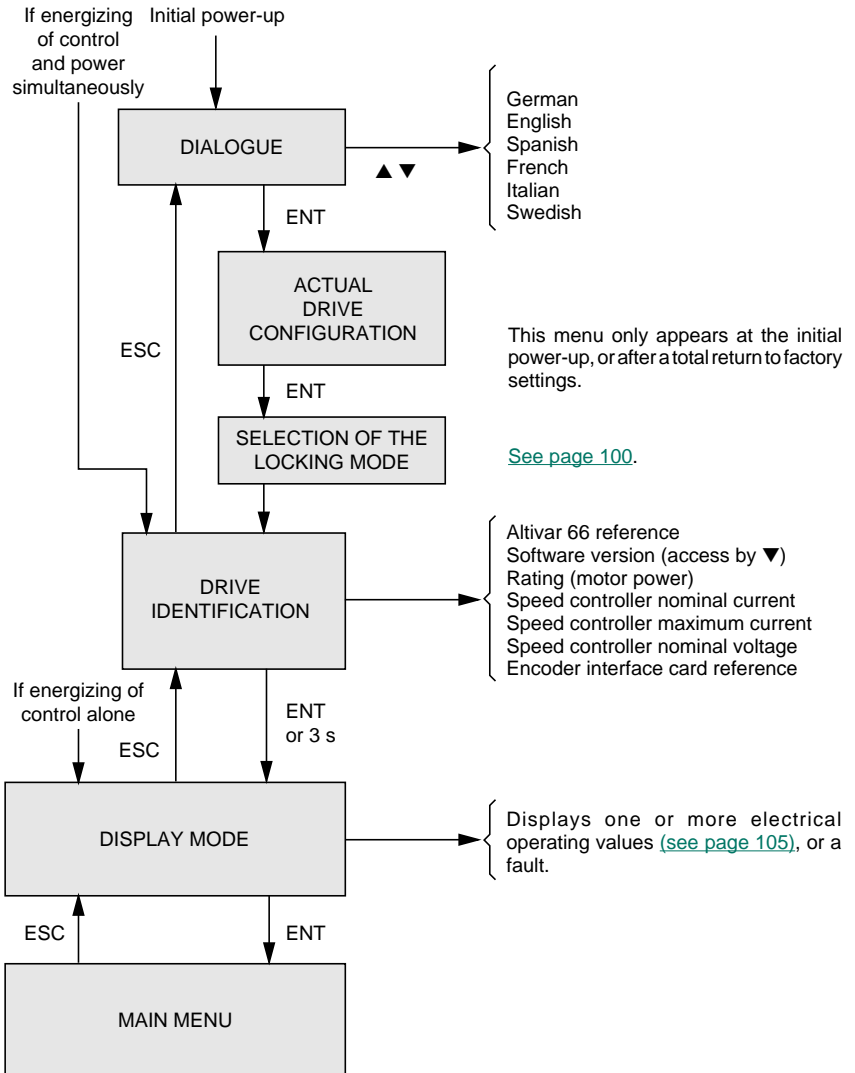 If energizing
of control
and power
simultaneously
Initial power-up
DIALOGUE
▲ ▼
German
English
Spanish
French
Italian
Swedish
ENT
ACTUAL
DRIVE
CONFIGURATION
ESC
This menu only appears at the initial
power-up, or after a total return to factory
settings.
ENT
SELECTION OF THE
LOCKING MODE
See page 100.
DRIVE
IDENTIFICATION
Altivar 66 reference
Software version (access by ▼)
Rating (motor power)
Speed controller nominal current
Speed controller maximum current
Speed controller nominal voltage
Encoder interface card reference
If energizing of
control alone
ESC
ENT
or 3 s
DISPLAY MODE
Displays one or more electrical
operating values (see page 105), or a
fault.
ESC
ENT
MAIN MENU